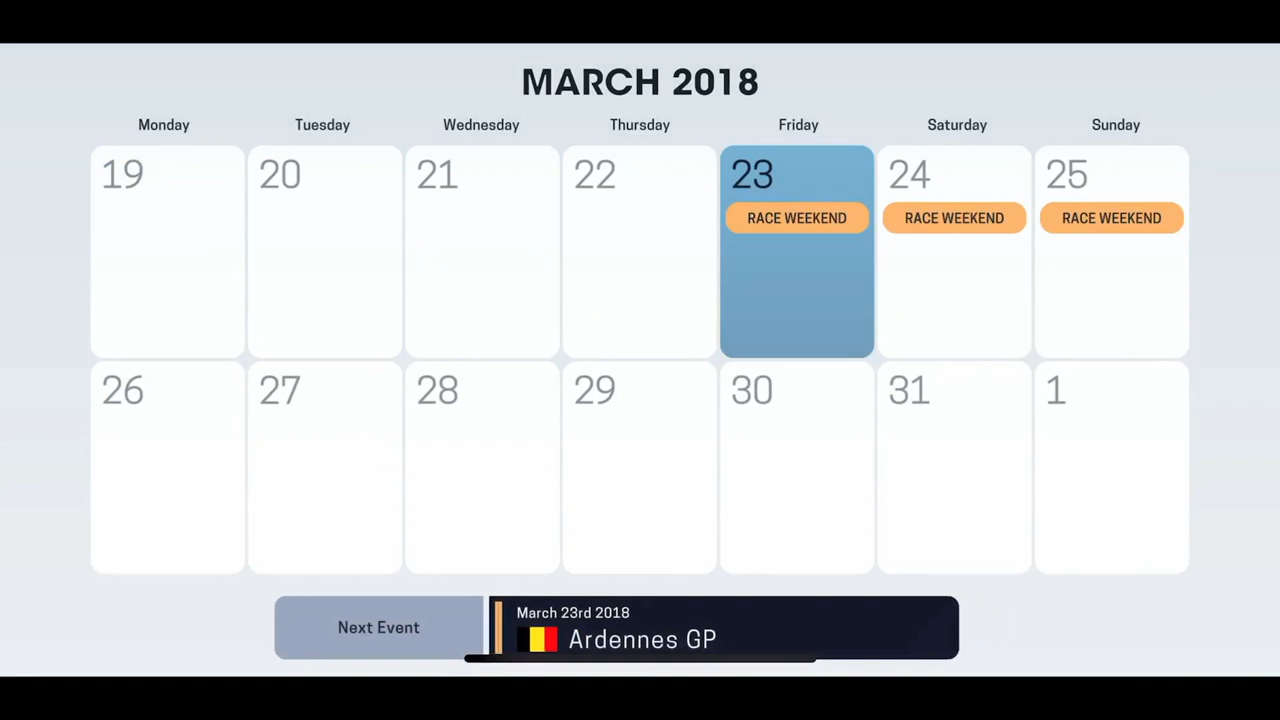 MARCH 2018
Monday Tuesday Wednesday Thursday Friday Saturday Sunday
19 20 21 22 23 24 25
RACE WEEKEND RACE WEEKEND RACE WEEKEND
26 27 28 29 30 31 1
Next Event
March 23rd 2018
Ardennes GP